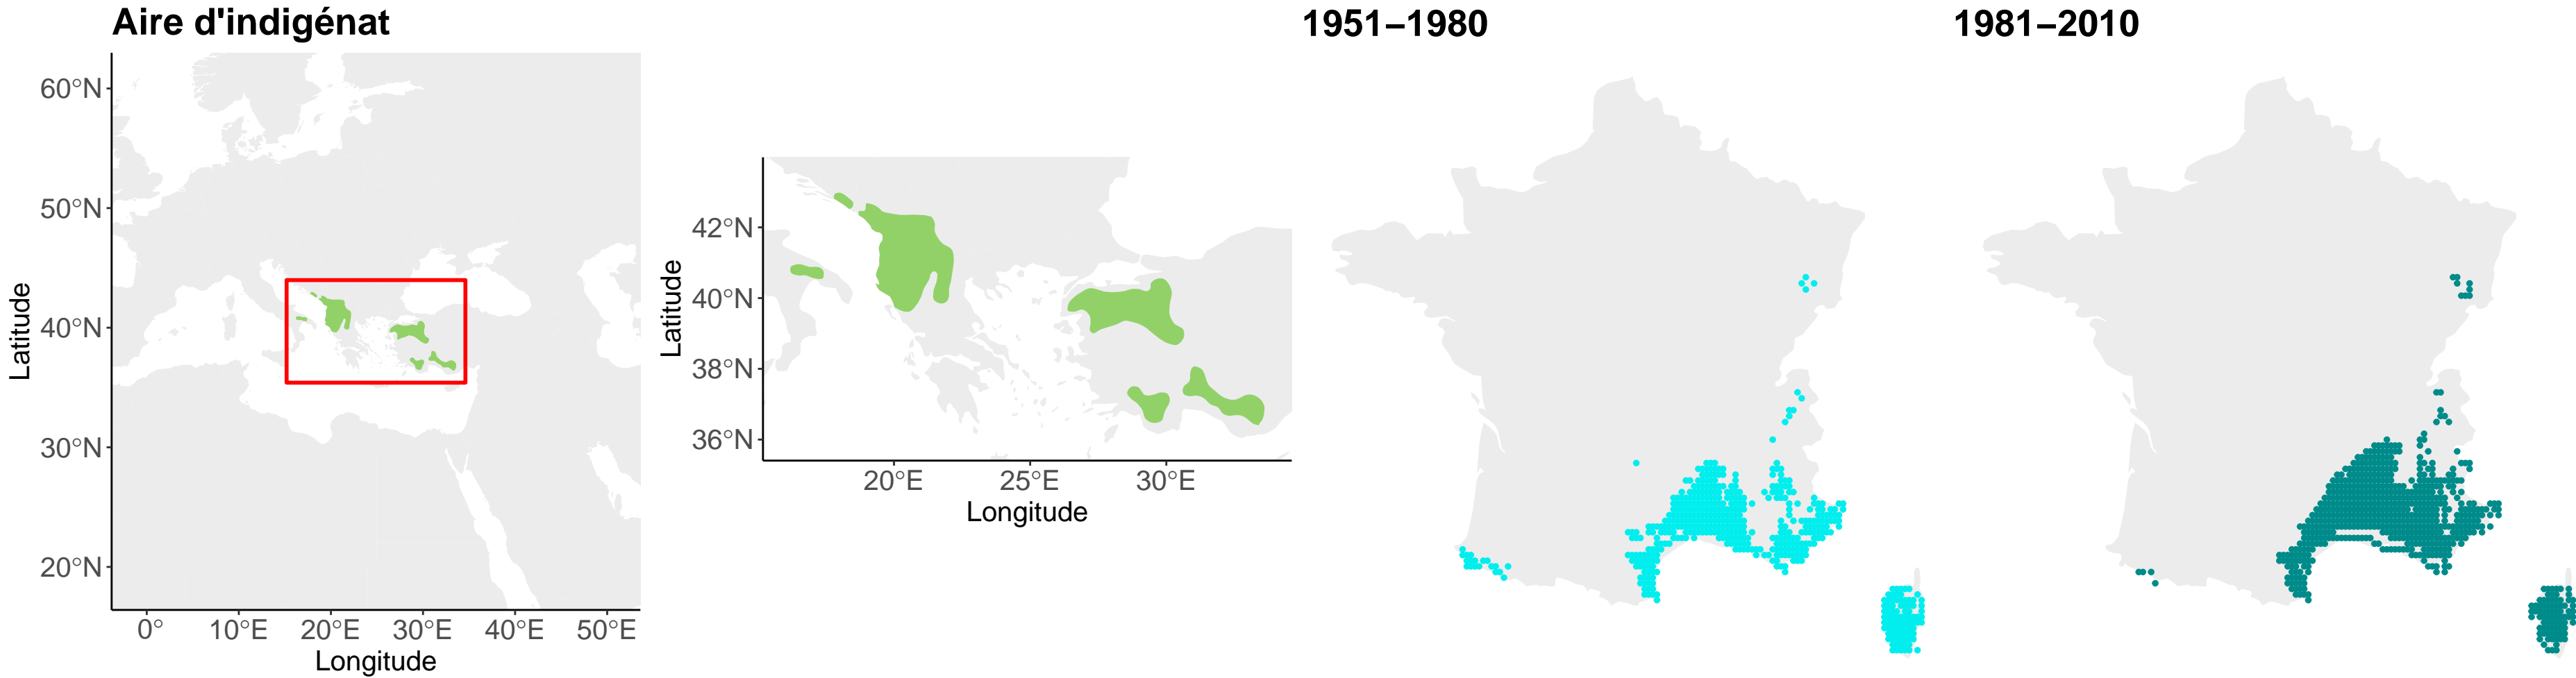 Aire d'indigénat
1951–1980
1981–2010
60°N
50°N
40°N
30°N
20°N
Latitude
0°
10°E
20°E
30°E
40°E
50°E
Longitude
42°N
40°N
38°N
36°N
Latitude
20°E
25°E
30°E
Longitude